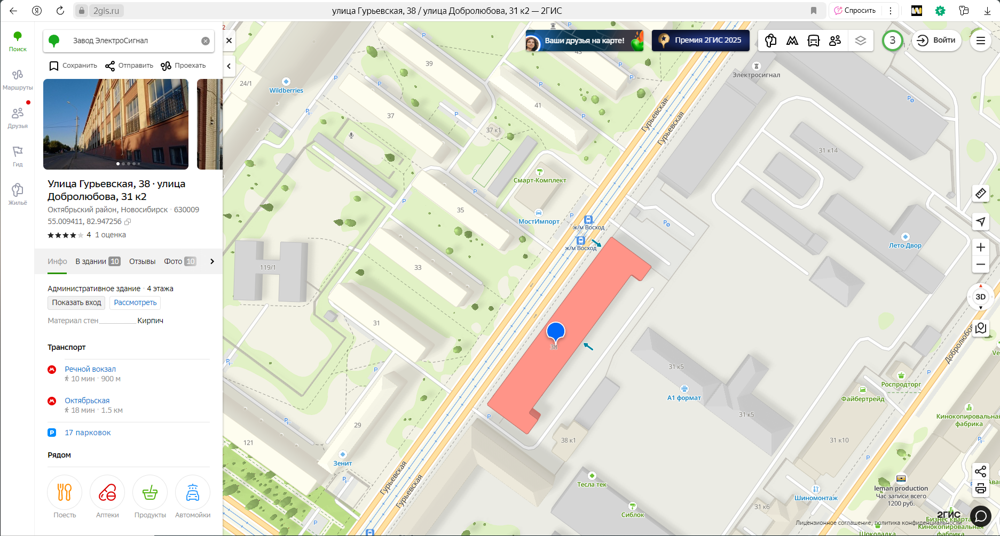 2gis.ru
улица Гурьевская, 38 / улица Добролюбова, 31 к2 — 2ГИС
Спросить
Поиск
Маршруты
Друзья
Гид
Жильё
Завод ЭлектроСигнал
Сохранить
Отправить
Проехать
Улица Гурьевская, 38 · улица
Добролюбова, 31 к2
Октябрьский район, Новосибирск · 630009
55.009411, 82.947256
4 1 оценка
Инфо
В здании 10
Отзывы
Фото 10
Административное здание · 4 этажа
Показать вход
Рассмотреть
Материал стен
Кирпич
Транспорт
Речной вокзал
10 мин · 900 м
Октябрьская
18 мин · 1.5 км
17 парковок
Рядом
Поесть
Аптеки
Продукты
Автомойки
Ваши друзья на карте!
Премия 2ГИС 2025
3
Войти
39
43
24/1
Wildberries
Электросигнал
41
37
37 к1
Гурьевская
Гурьевская
31 к14
Смарт-Комплект
35
МостИмпорт
ж/м Восход
ж/м Восход
Лето-Двор
119/1
33
3D
31
38
Добролюбова
31 к5
А1 формат
Роспродторг
Файбертрейд
31 к5
Кинокопировальная
фабрика
29
121
38 к1
31 к10
Зенит
Гурьевская
Гурьевская
Тесла тек
leman production
Час записи всего
1200 руб.
Шиномонтаж
31 к6
Сиблок
2ГИС
Лицензионное соглашение, политика конфиденциальности
Бизнес квартал
Кинокопировальная
фабрика
Шоколадка